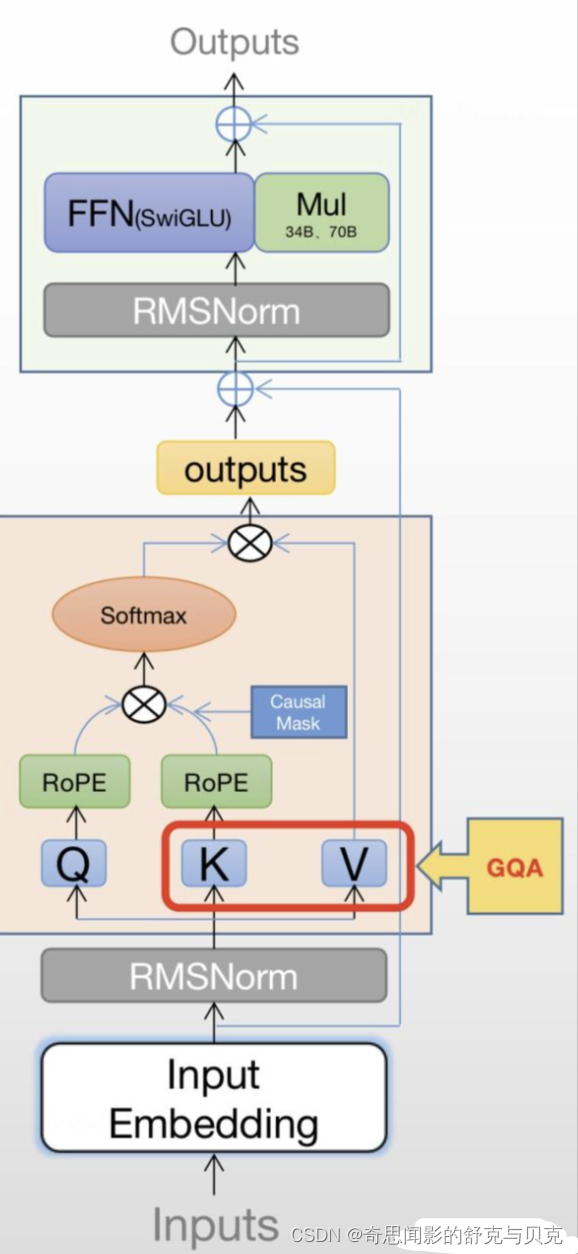 Outputs
FFN(SwiGLU)
Mul
34B、70B
RMSNorm
outputs
Softmax
Causal
Mask
RoPE
RoPE
Q
K
V
GQA
RMSNorm
Input
Embedding
Inputs
CSDN @奇思闻影的舒克与贝克